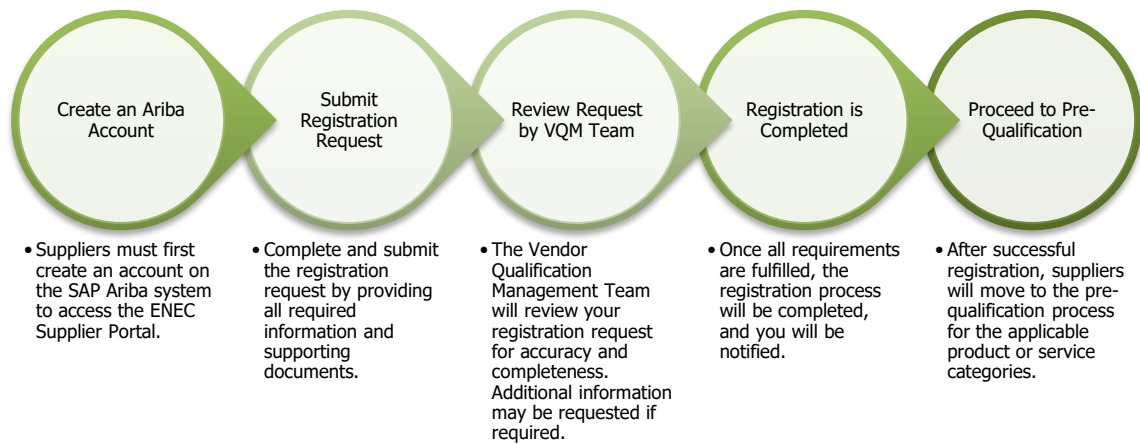 Create an Ariba
Account
Submit
Registration
Request
Review Request
by VQM Team
Registration is
Completed
Proceed to Pre-
Qualification
• Suppliers must first
create an account on
the SAP Ariba system
to access the ENEC
Supplier Portal.
• Complete and submit
the registration
request by providing
all required
information and
supporting
documents.
• The Vendor
Qualification
Management Team
will review your
registration request
for accuracy and
completeness.
Additional information
may be requested if
required.
• Once all requirements
are fulfilled, the
registration process
will be completed,
and you will be
notified.
• After successful
registration, suppliers
will move to the pre-
qualification process
for the applicable
product or service
categories.